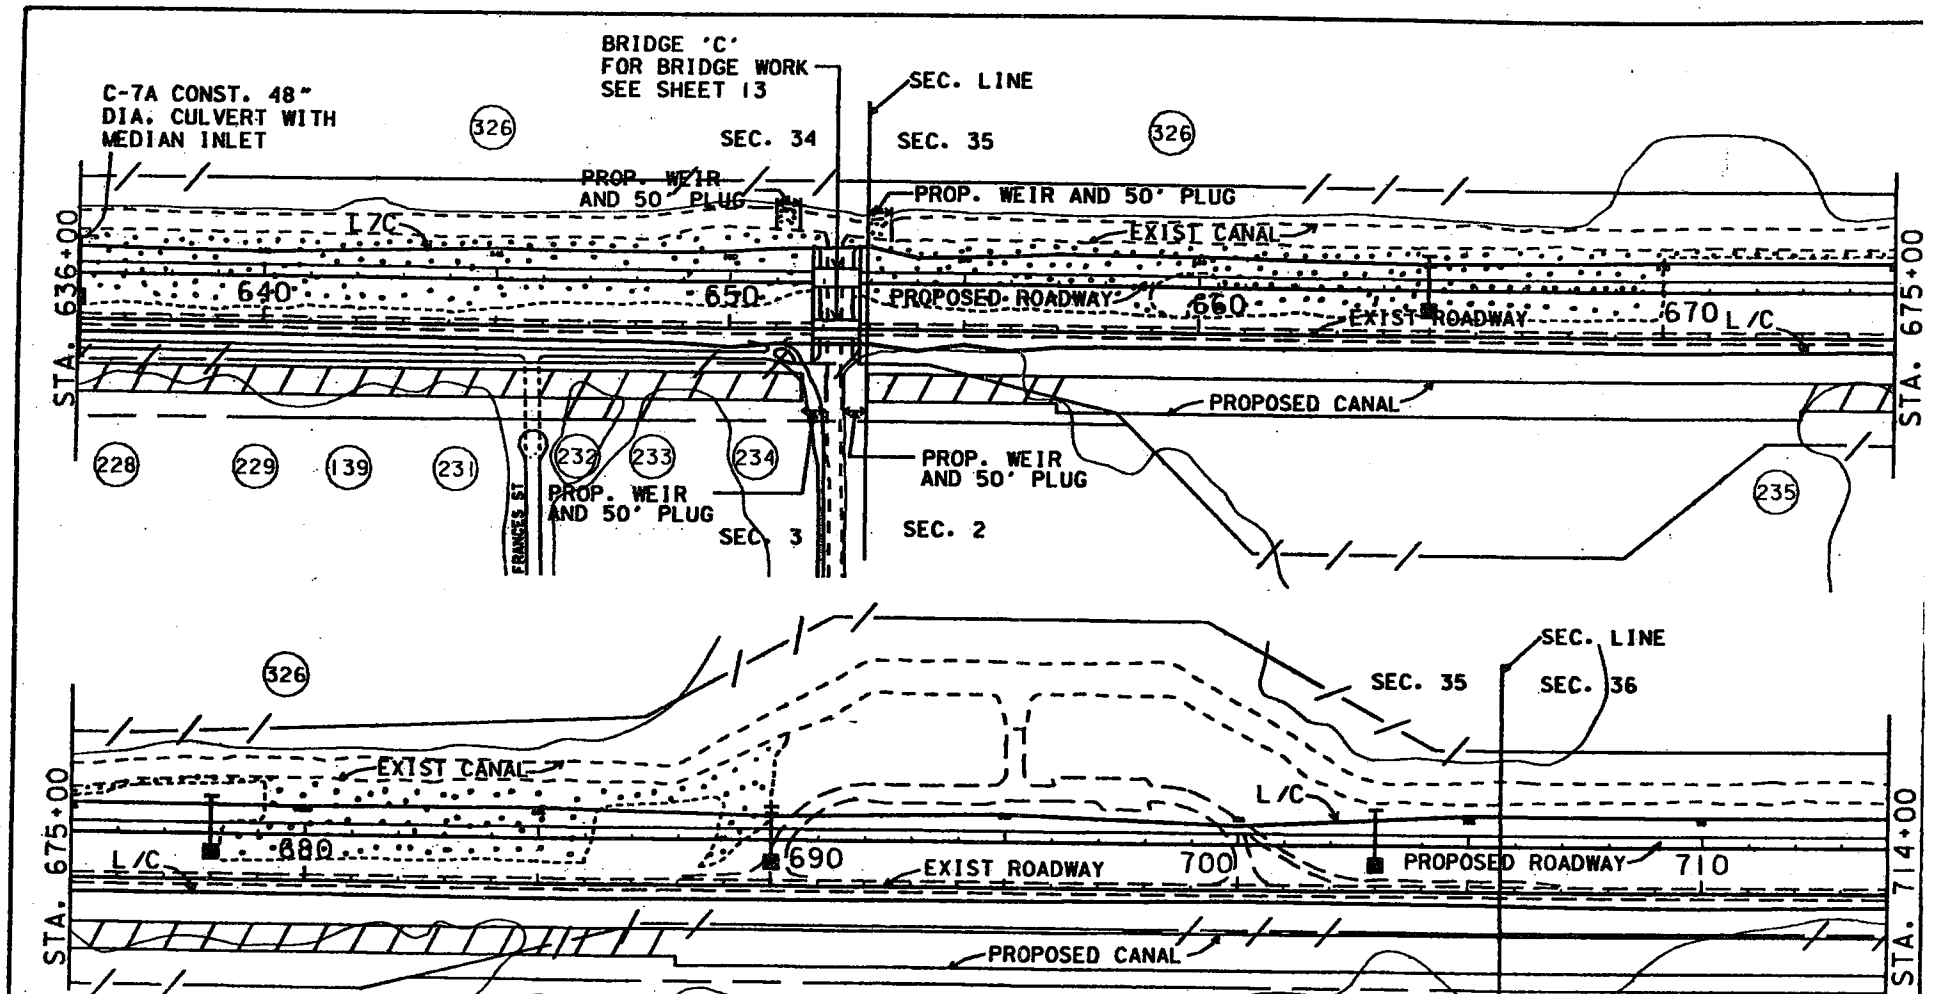 BRIDGE 'C'
FOR BRIDGE WORK
SEE SHEET 13
SEC. LINE
C-7A CONST. 48"
DIA. CULVERT WITH
MEDIAN INLET
326
SEC. 34
SEC. 35
326
PROP. WEIR
AND 50' PLUG
PROP. WEIR AND 50' PLUG
L/C
EXIST CANAL
STA. 636+00
640
650
PROPOSED ROADWAY
660
EXIST ROADWAY
670
L/C
STA. 675+00
PROPOSED CANAL
228
229
139
231
232
233
234
PROP. WEIR
AND 50' PLUG
235
PROP. WEIR
AND 50' PLUG
FRANCES ST
SEC. 3
SEC. 2
SEC. LINE
326
SEC. 35
SEC. 36
EXIST CANAL
L/C
STA. 675+00
680
L/C
690
EXIST ROADWAY
700
PROPOSED ROADWAY
710
STA. 714+00
PROPOSED CANAL